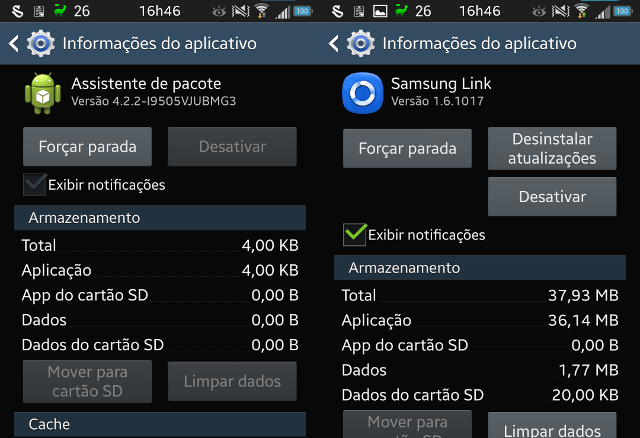 26 16h46 100
Informações do aplicativo
Assistente de pacote
Versão 4.2.2-I9505VJUBMG3
Forçar parada
Desativar
Exibir notificações
Armazenamento
Total 4,00 KB
Aplicação 4,00 KB
App do cartão SD 0,00 B
Dados 0,00 B
Dados do cartão SD 0,00 B
Mover para
cartão SD
Limpar dados
Cache
26 16h46 100
Informações do aplicativo
Samsung Link
Versão 1.6.1017
Forçar parada
Desinstalar
atualizações
Desativar
Exibir notificações
Armazenamento
Total 37,93 MB
Aplicação 36,14 MB
App do cartão SD 0,00 B
Dados 1,77 MB
Dados do cartão SD 20,00 KB
Mover para
cartão SD
Limpar dados